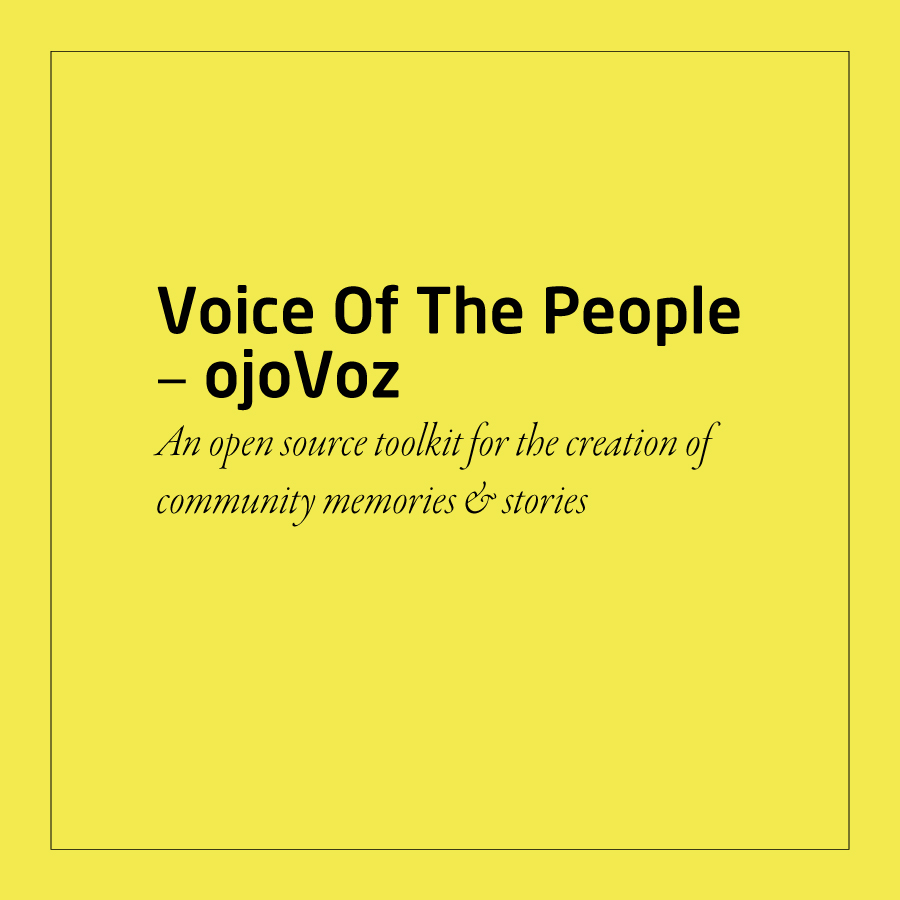 Voice Of The People
– ojoVoz
An open source toolkit for the creation of
community memories & stories